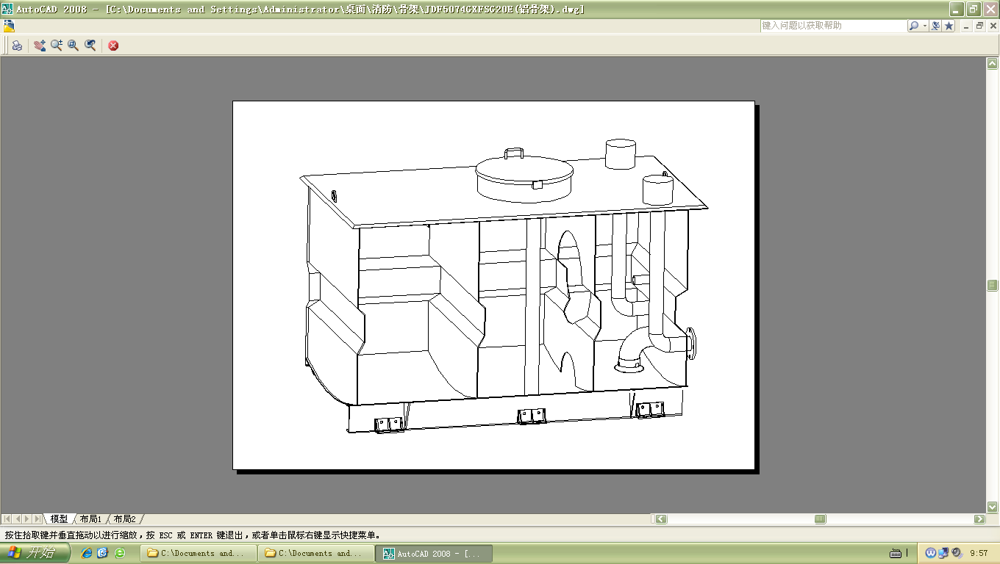 AutoCAD 2008 - [C:\Documents and Settings\Administrator\桌面\消防\骨架\JDF5074GXFSG20E(铝骨架).dwg]
键入问题以获取帮助
模型 布局1 布局2
按住拾取键并垂直拖动以进行缩放，按 ESC 或 ENTER 键退出，或者单击鼠标右键显示快捷菜单。
开始 C:\Documents and... C:\Documents and... AutoCAD 2008 - [... 9:57